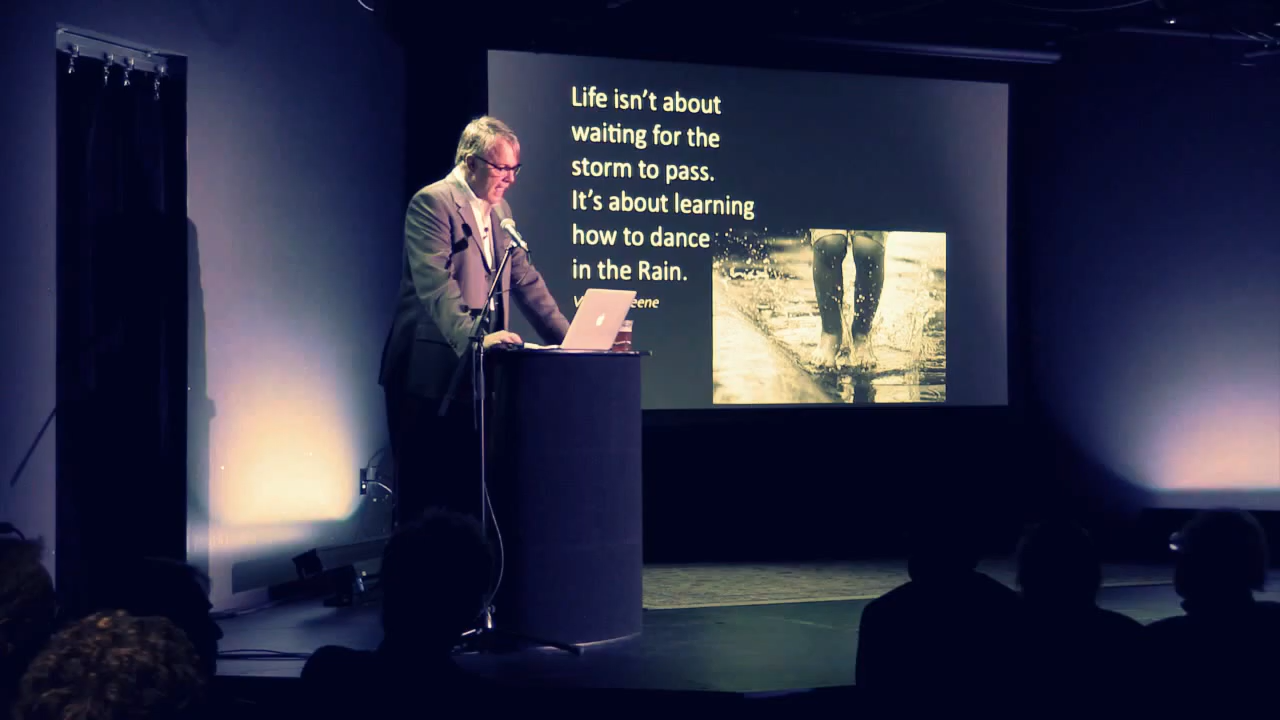 Life isn't about
waiting for the
storm to pass.
It's about learning
how to dance
in the Rain.